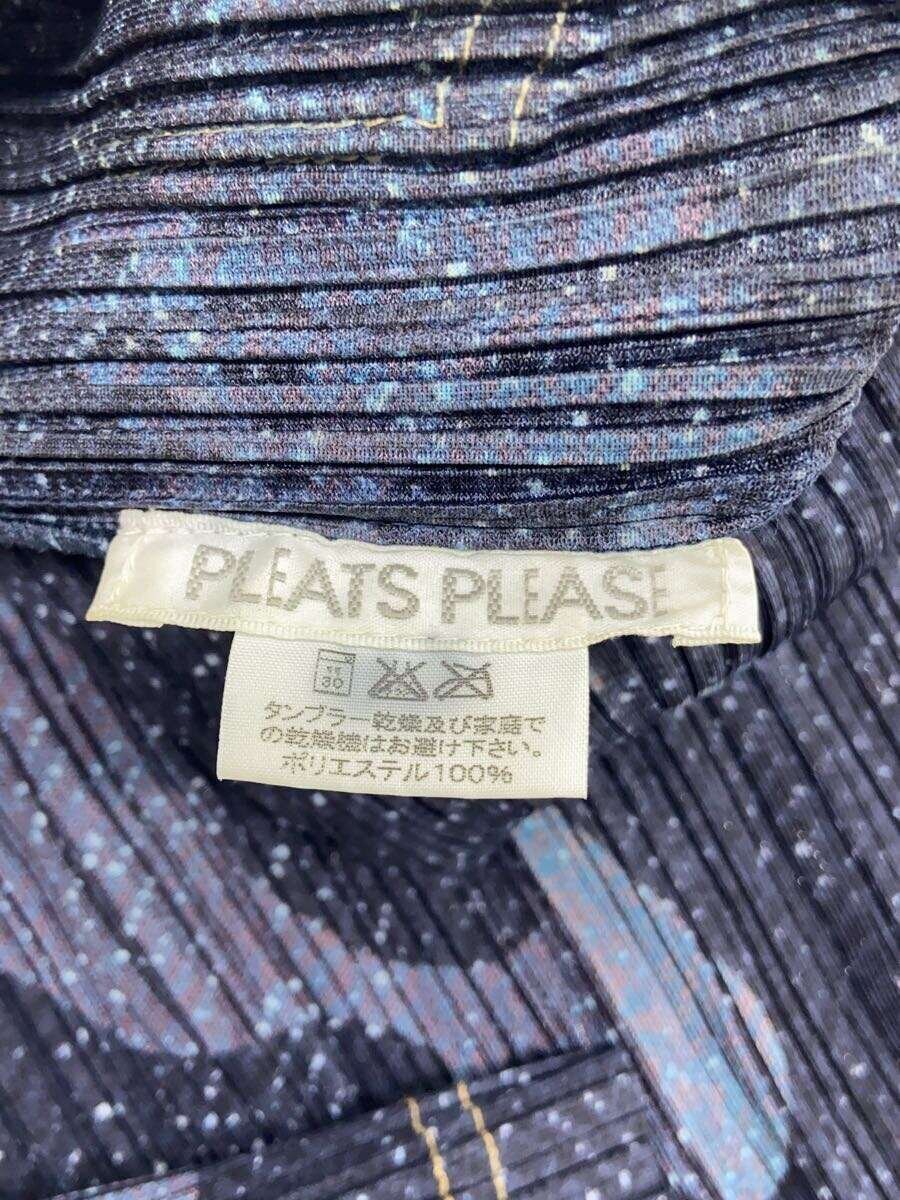 PLEATS PLEASE
30
タンブラー乾燥及び家庭で
の乾燥機はお避け下さい。
ポリエステル100%